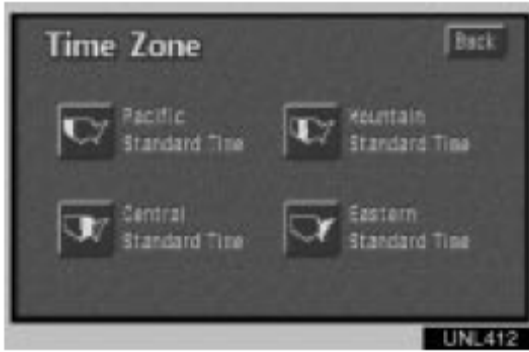 Time Zone
Back
Pacific
Standard Time
Mountain
Standard Time
Central
Standard Time
Eastern
Standard Time
UNL412